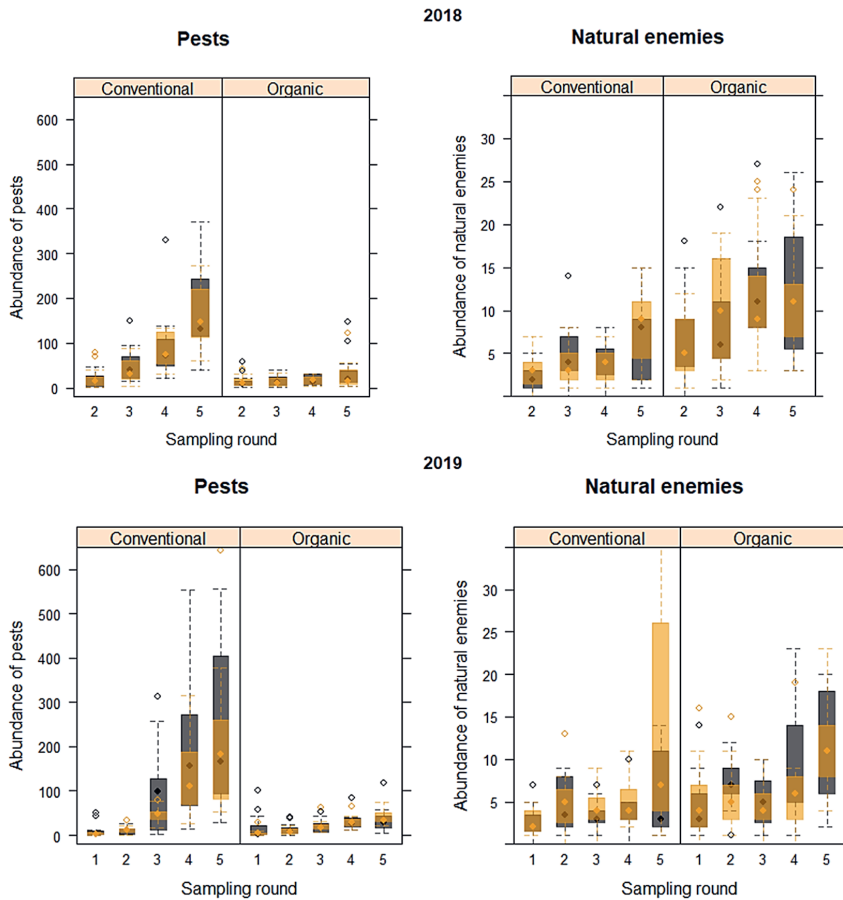 2018
Pests
Natural enemies
Conventional Organic
Conventional Organic
Abundance of pests
600
500
400
300
200
100
0
2 3 4 5 2 3 4 5
Sampling round
Abundance of natural enemies
30
25
20
15
10
5
2 3 4 5 2 3 4 5
Sampling round
2019
Pests
Natural enemies
Conventional Organic
Conventional Organic
Abundance of pests
600
500
400
300
200
100
0
1 2 3 4 5 1 2 3 4 5
Sampling round
Abundance of natural enemies
30
25
20
15
10
5
1 2 3 4 5 1 2 3 4 5
Sampling round